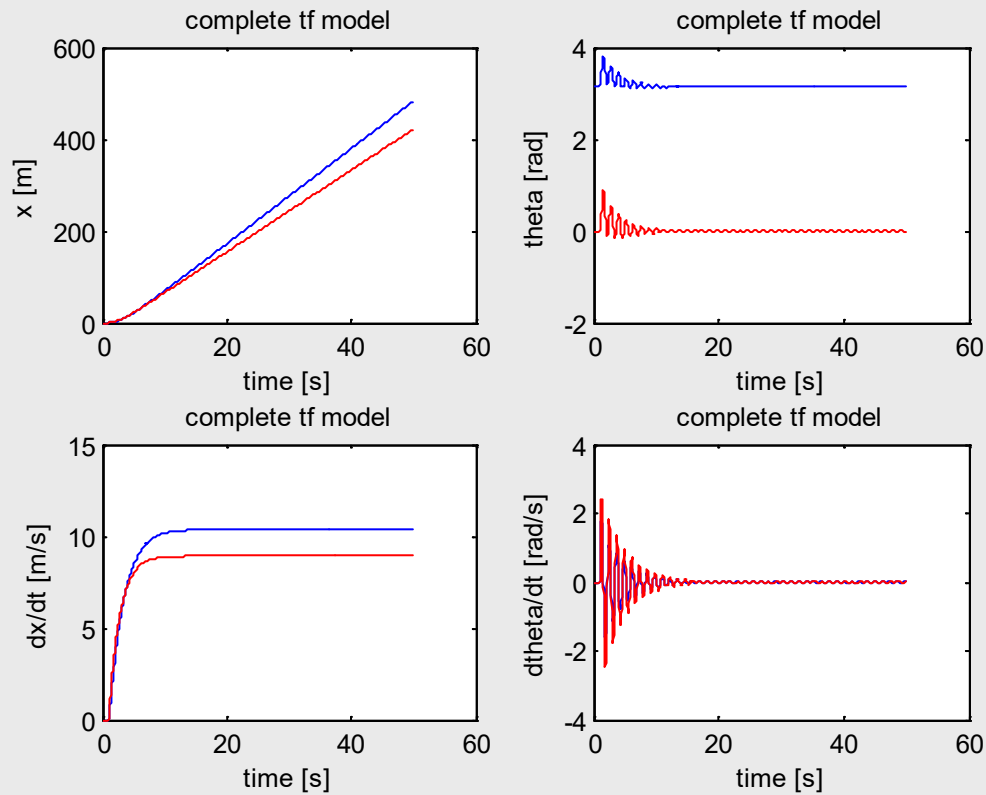 complete tf model
600
400
200
0
x [m]
0 20 40 60
time [s]
complete tf model
4
2
0
-2
theta [rad]
0 20 40 60
time [s]
complete tf model
15
10
5
0
dx/dt [m/s]
0 20 40 60
time [s]
complete tf model
4
2
0
-2
-4
dtheta/dt [rad/s]
0 20 40 60
time [s]